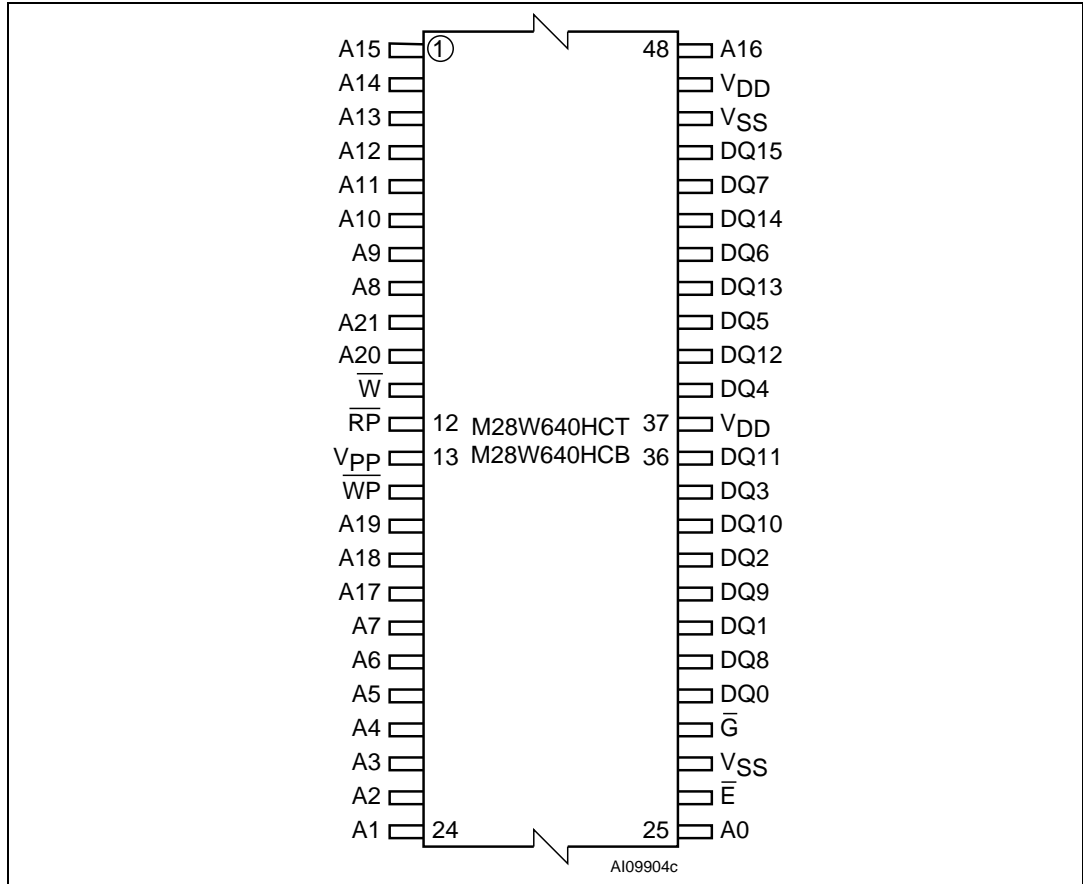 A15 1 48 A16
A14 VDD
A13 VSS
A12 DQ15
A11 DQ7
A10 DQ14
A9 DQ6
A8 DQ13
A21 DQ5
A20 DQ12
W̅ DQ4
R̅P̅ 12 M28W640HCT 37 VDD
VPP 13 M28W640HCB 36 DQ11
W̅P̅ DQ3
A19 DQ10
A18 DQ2
A17 DQ9
A7 DQ1
A6 DQ8
A5 DQ0
A4 G̅
A3 VSS
A2 E̅
A1 24 25 A0
AI09904c